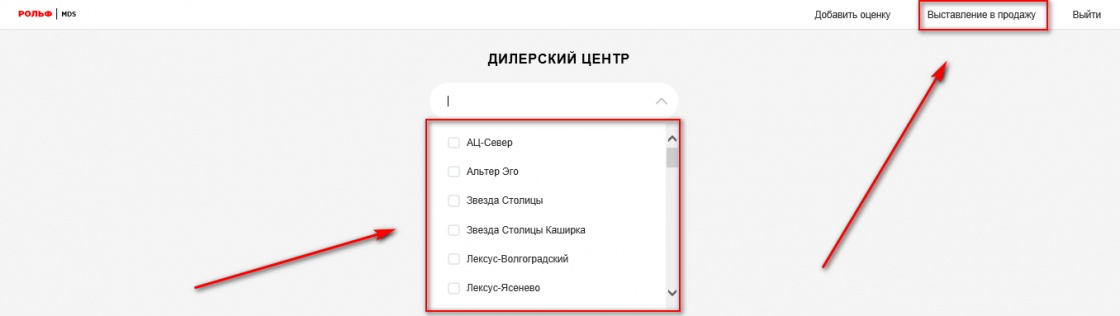 РОЛЬФ | MDS
Добавить оценку
Выставление в продажу
Выйти
ДИЛЕРСКИЙ ЦЕНТР
АЦ-Север
Альтер Эго
Звезда Столицы
Звезда Столицы Каширка
Лексус-Волгоградский
Лексус-Ясенево